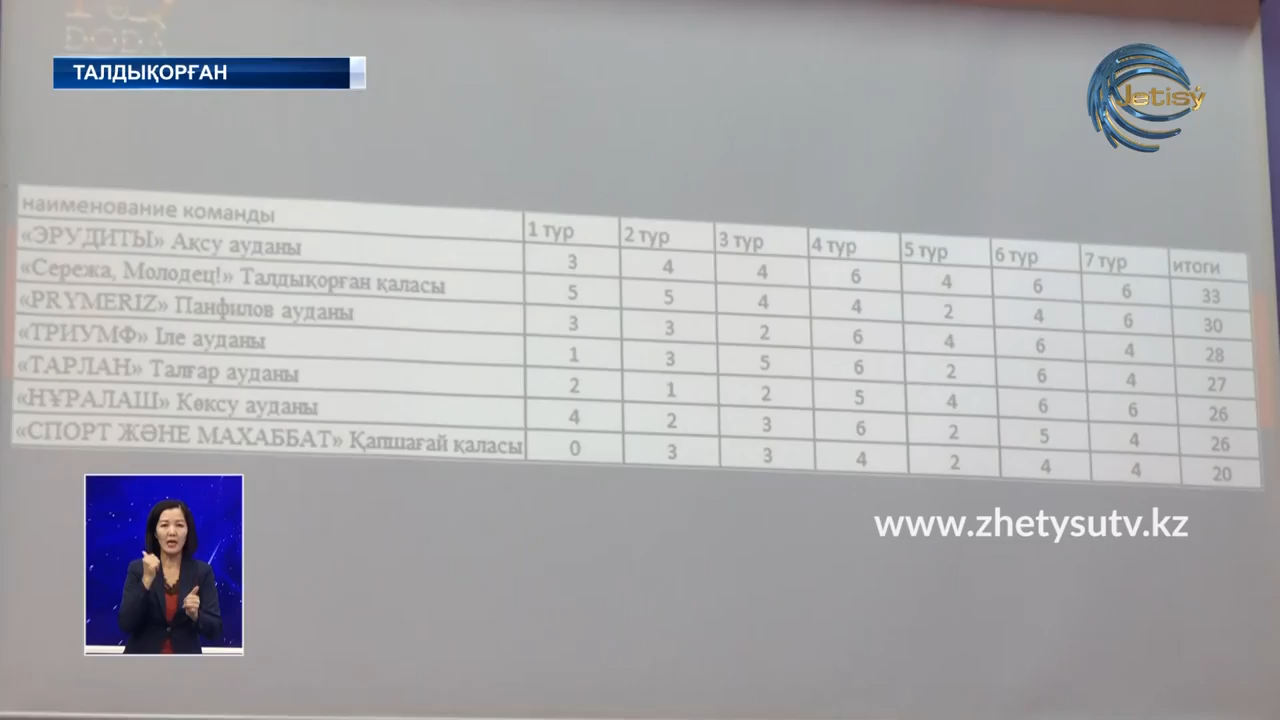 DODA
ТАЛДЫҚОРҒАН
Jetisý
наименование команды 1 тур 2 тур 3 тур 4 тур 5 тур 6 тур 7 тур итоги
«ЭРУДИТЫ» Ақсу ауданы 3 4 4 6 4 6 6 33
«Сережа, Молодец!» Талдықорған қаласы 5 5 4 4 2 4 6 30
«PRYMERIZ» Панфилов ауданы 3 3 2 6 4 6 4 28
«ТРИУМФ» Іле ауданы 1 3 5 6 2 6 4 27
«ТАРЛАН» Талғар ауданы 2 1 2 5 4 6 6 26
«НҰРАЛАШ» Көксу ауданы 4 2 3 6 2 5 4 26
«СПОРТ ЖӘНЕ МАХАББАТ» Қапшағай қаласы 0 3 3 4 2 4 4 20
www.zhetysutv.kz